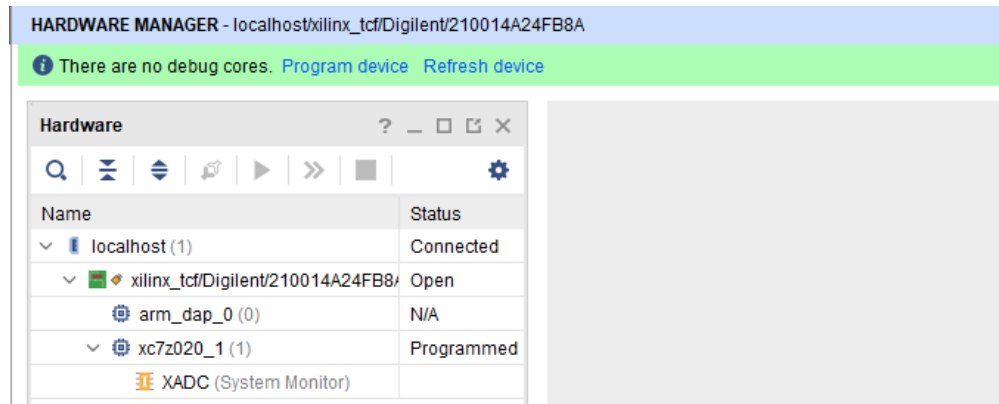 HARDWARE MANAGER - localhost/xilinx_tcf/Digilent/210014A24FB8A
There are no debug cores. Program device Refresh device
Hardware ? _
Name Status
localhost (1) Connected
xilinx_tcf/Digilent/210014A24FB8A Open
arm_dap_0 (0) N/A
xc7z020_1 (1) Programmed
XADC (System Monitor)